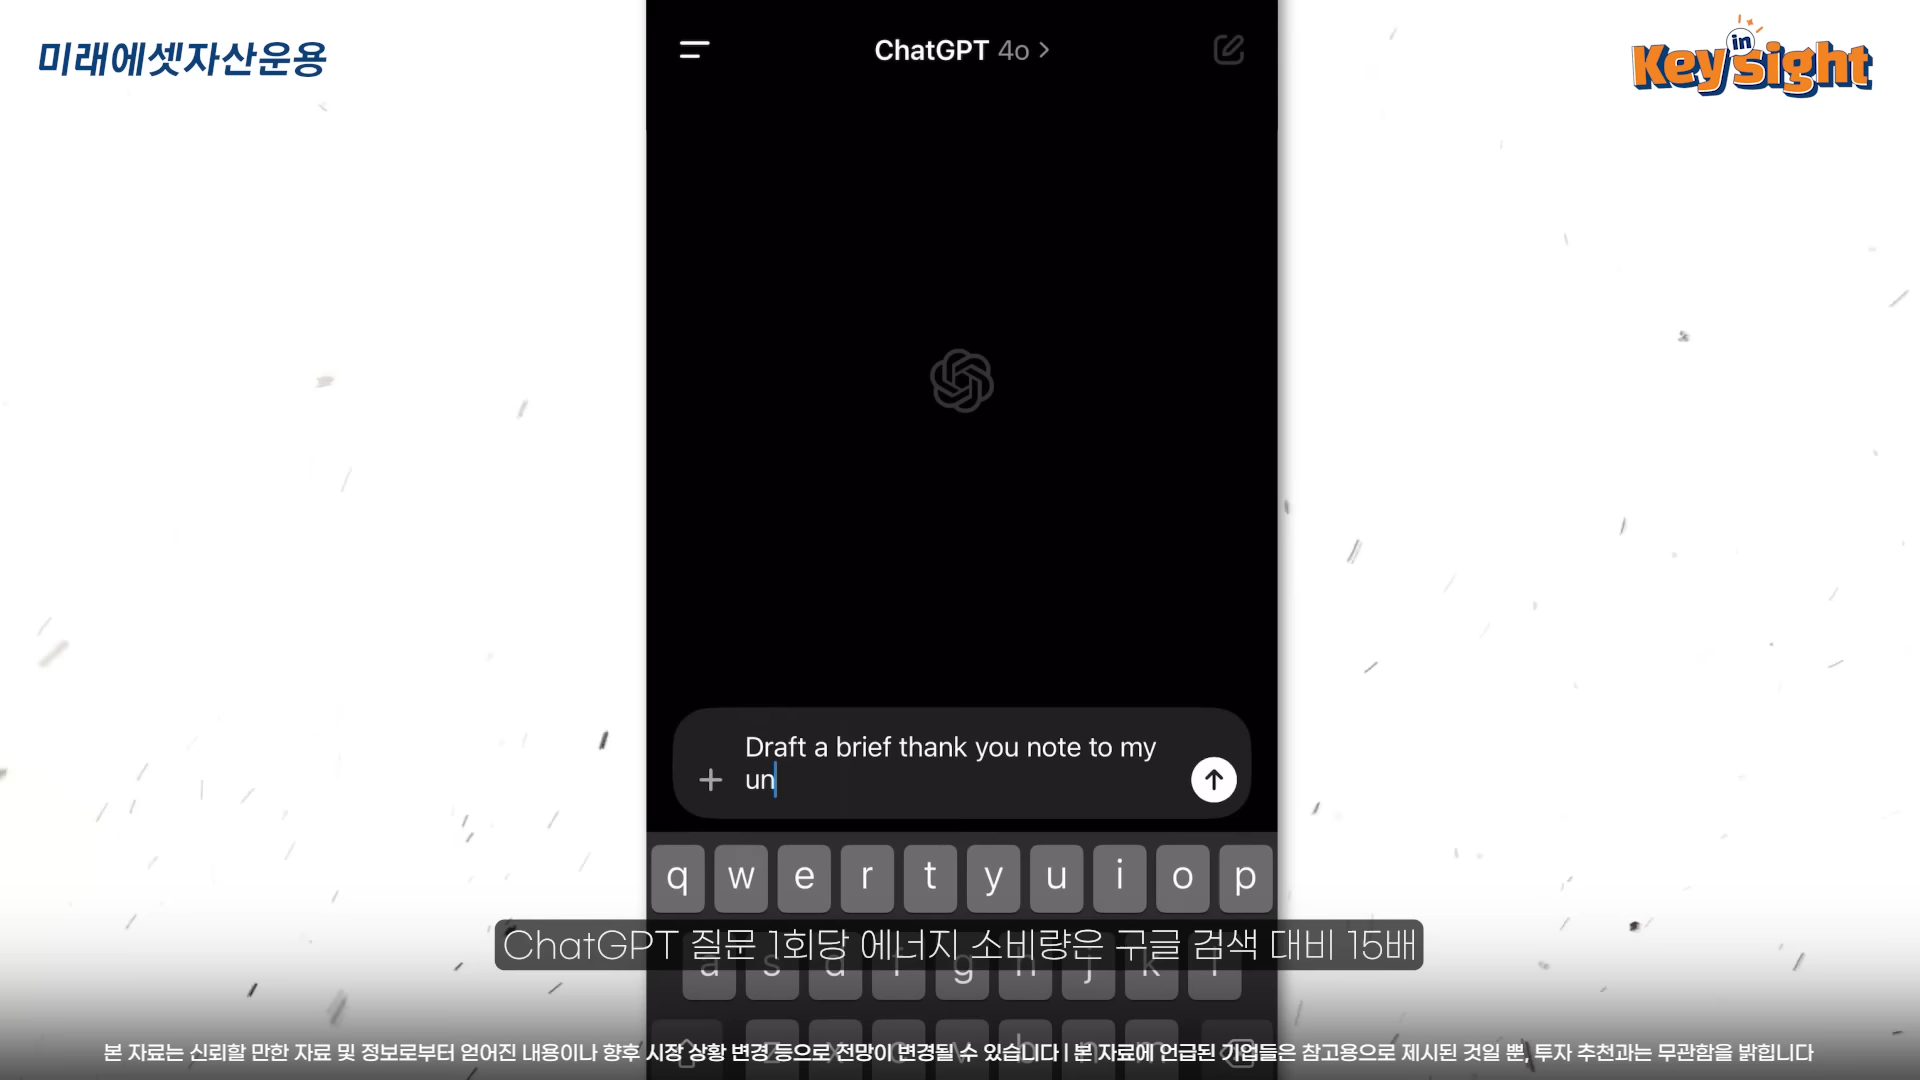 미래에셋자산운용
Key in sight
ChatGPT 4o
Draft a brief thank you note to my
un
q w e r t y u i o p
ChatGPT 질문 1회당 에너지 소비량은 구글 검색 대비 15배
a s d f g h j k l
z x c v b n m
본 자료는 신뢰할 만한 자료 및 정보로부터 얻어진 내용이나 향후 시장 상황 변경 등으로 전망이 변경될 수 있습니다 | 본 자료에 언급된 기업들은 참고용으로 제시된 것일 뿐, 투자 추천과는 무관함을 밝힙니다